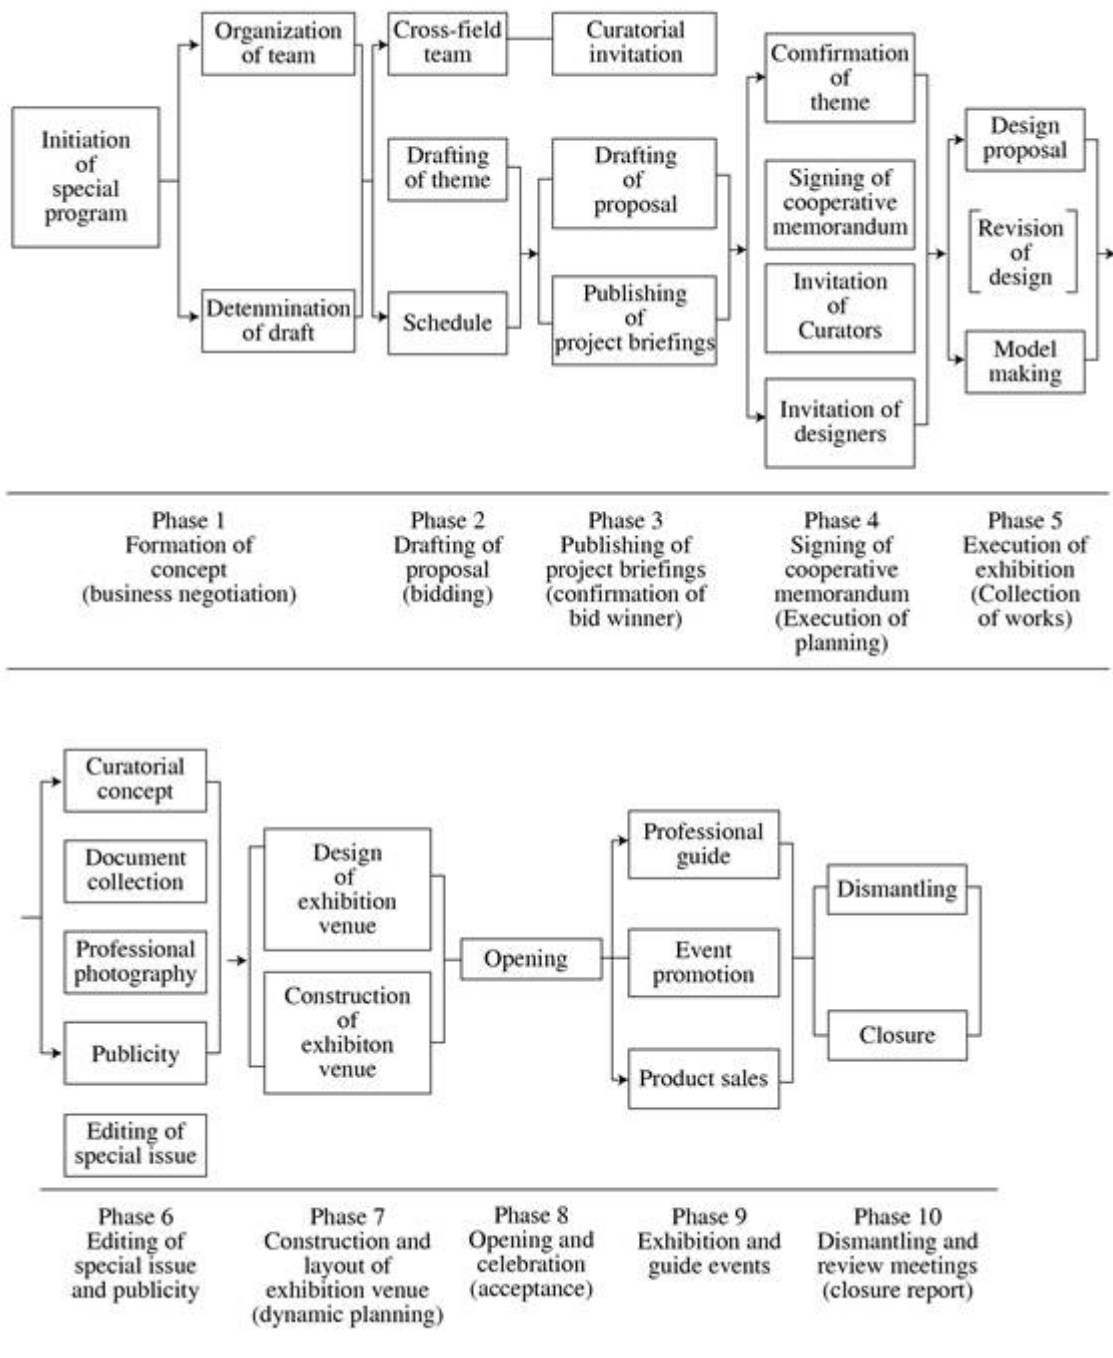 Initiation
of
special
program
Organization
of team
Detenmination
of draft
Cross-field
team
Drafting
of theme
Schedule
Curatorial
invitation
Drafting
of
proposal
Publishing
of
project briefings
Comfirmation
of
theme
Signing of
cooperative
memorandum
Invitation
of
Curators
Invitation of
designers
Design
proposal
Revision
of
design
Model
making
Phase 1
Formation of
concept
(business negotiation)
Phase 2
Drafting of
proposal
(bidding)
Phase 3
Publishing of
project briefings
(confirmation of
bid winner)
Phase 4
Signing of
cooperative
memorandum
(Execution of
planning)
Phase 5
Execution of
exhibition
(Collection
of works)
Curatorial
concept
Document
collection
Professional
photography
Publicity
Editing of
special issue
Design
of
exhibition
venue
Construction
of
exhibiton
venue
Opening
Professional
guide
Event
promotion
Product sales
Dismantling
Closure
Phase 6
Editing of
special issue
and publicity
Phase 7
Construction and
layout of
exhibition venue
(dynamic planning)
Phase 8
Opening and
celebration
(acceptance)
Phase 9
Exhibition and
guide events
Phase 10
Dismantling and
review meetings
(closure report)